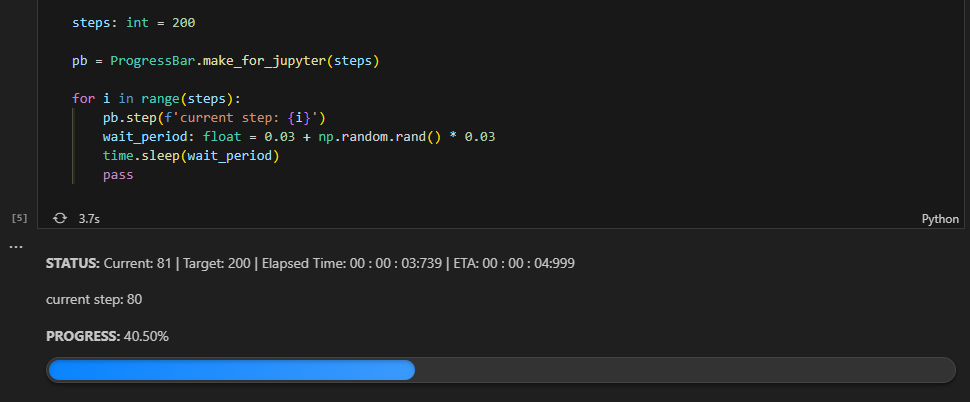 steps: int = 200
pb = ProgressBar.make_for_jupyter(steps)
for i in range(steps):
pb.step(f'current step: {i}')
wait_period: float = 0.03 + np.random.rand() * 0.03
time.sleep(wait_period)
pass
[5] 3.7s Python
...
STATUS: Current: 81 | Target: 200 | Elapsed Time: 00 : 00 : 03:739 | ETA: 00 : 00 : 04:999
current step: 80
PROGRESS: 40.50%